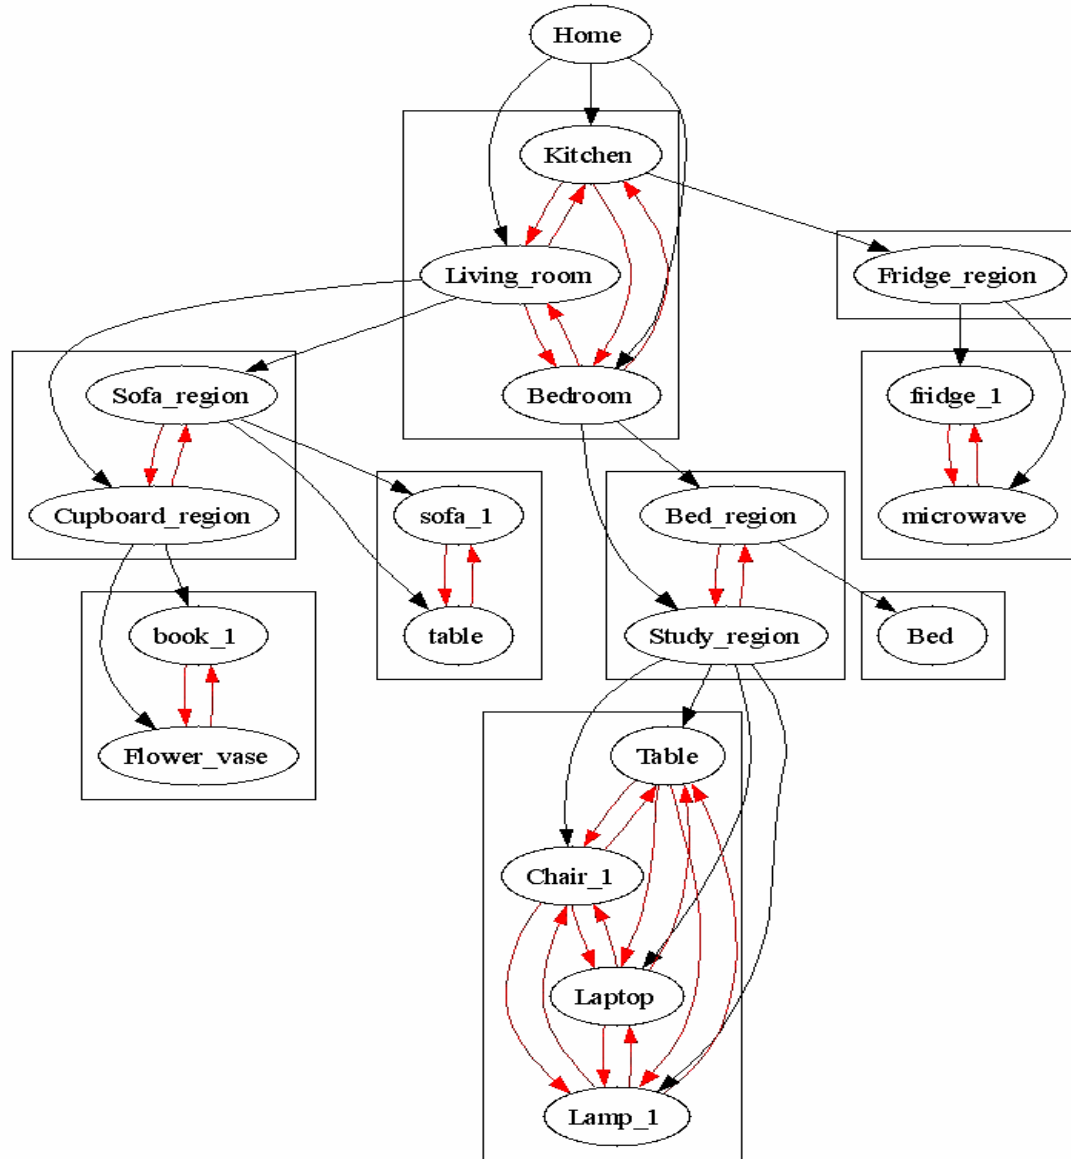 Home
Kitchen
Living_room
Fridge_region
Sofa_region
Bedroom
fridge_1
Cupboard_region
sofa_1
Bed_region
microwave
book_1
table
Study_region
Bed
Flower_vase
Table
Chair_1
Laptop
Lamp_1